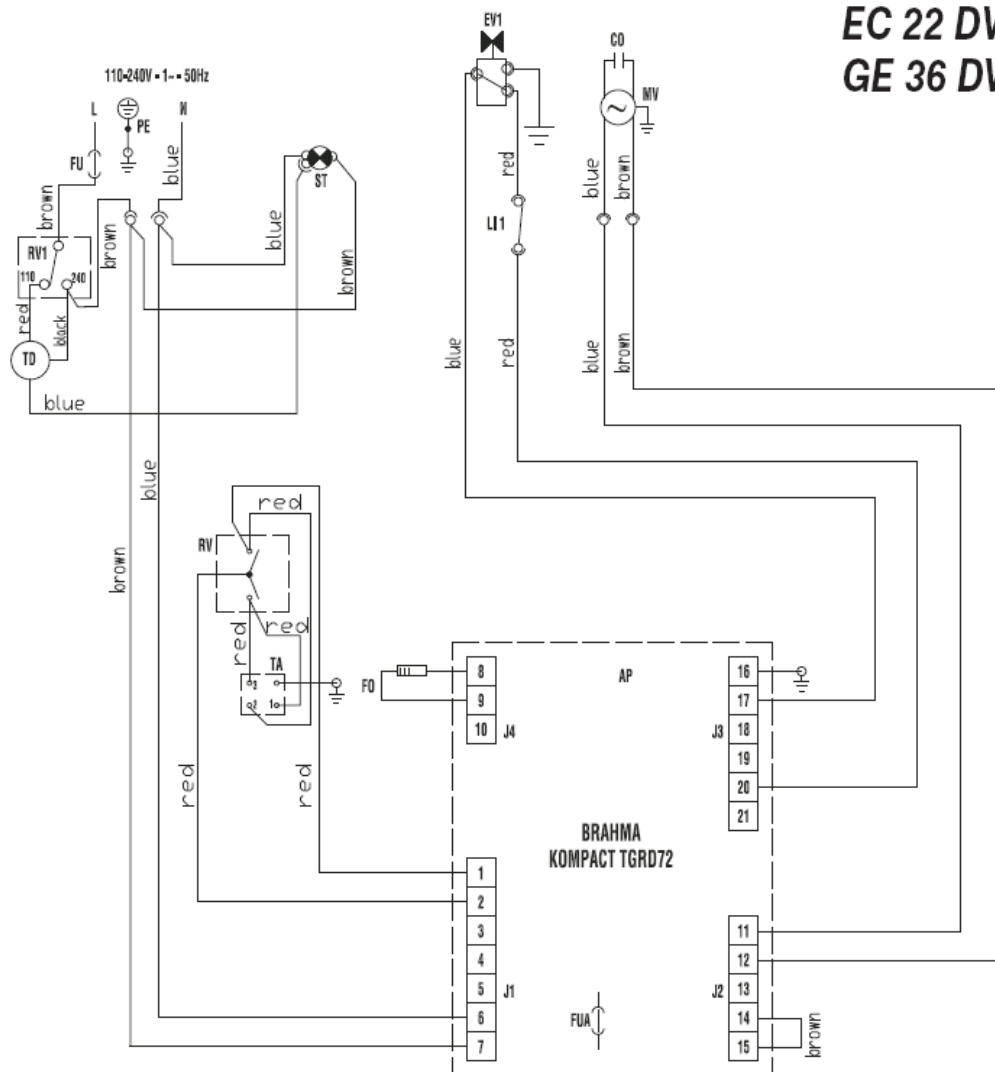 EC 22 DV
GE 36 DV
EV1
CO
MV
110-240V - 1~ - 50Hz
L
PE
N
FU
blue
ST
brown
RV1
110
240
brown
blue
brown
red
black
TD
blue
red
LI1
blue
red
blue
brown
blue
brown
blue
brown
red
RV
red
red
TA
3
2
1
red
red
FO
AP
8
9
10
J4
16
17
18
19
20
21
J3
BRAHMA
KOMPACT TGRD72
1
2
3
4
5
6
7
J1
FUA
11
12
13
14
15
J2
brown